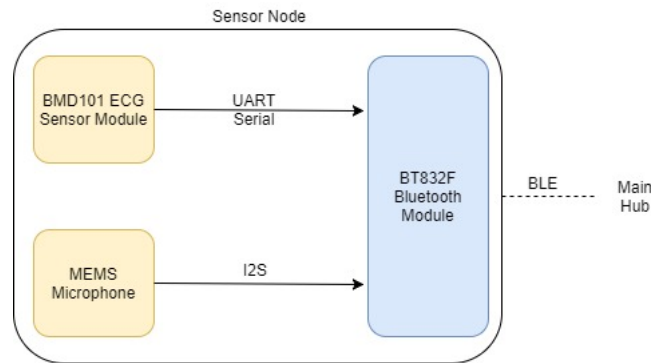 Sensor Node
BMD101 ECG
Sensor Module
UART
Serial
BT832F
Bluetooth
Module
BLE
Main
Hub
MEMS
Microphone
I2S